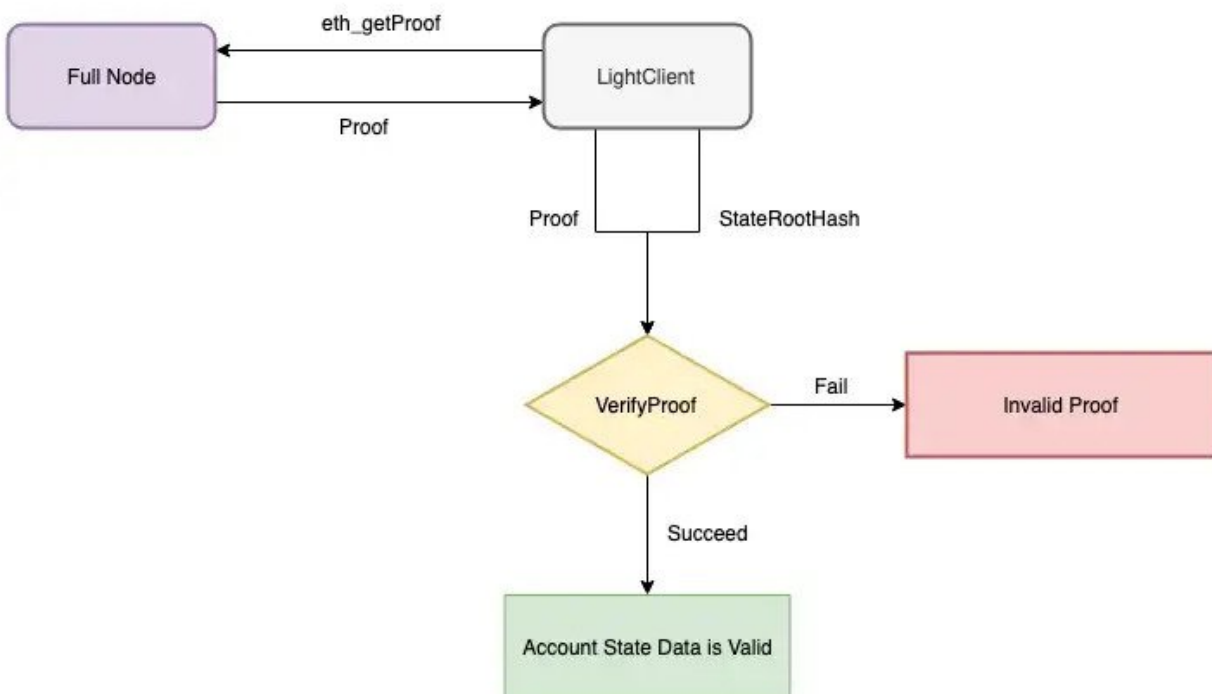 eth_getProof
Full Node
LightClient
Proof
Proof
StateRootHash
VerifyProof
Fail
Invalid Proof
Succeed
Account State Data is Valid